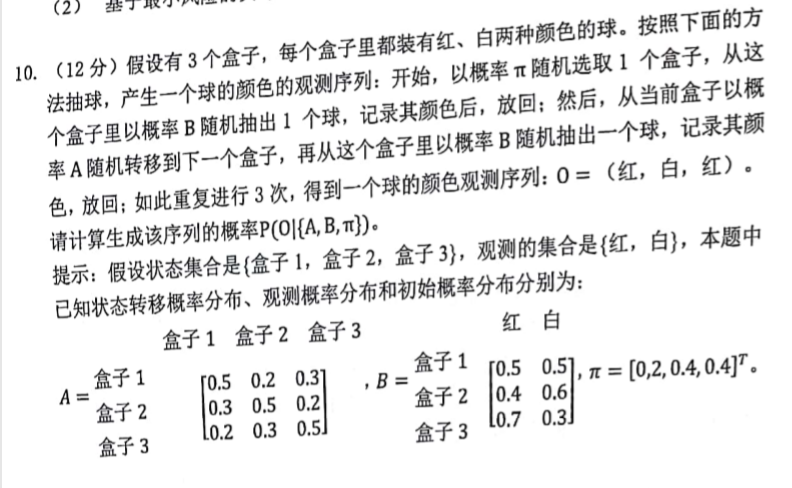 (2) 基于最小风险的
10. (12 分) 假设有 3 个盒子，每个盒子里都装有红、白两种颜色的球。按照下面的方
法抽球，产生一个球的颜色的观测序列：开始，以概率 π 随机选取 1 个盒子，从这
个盒子里以概率 B 随机抽出 1 个球，记录其颜色后，放回；然后，从当前盒子以概
率 A 随机转移到下一个盒子，再从这个盒子里以概率 B 随机抽出一个球，记录其颜
色，放回；如此重复进行 3 次，得到一个球的颜色观测序列：O = （红，白，红）。
请计算生成该序列的概率P(O|{A,B,π})。
提示：假设状态集合是{盒子 1，盒子 2，盒子 3}，观测的集合是{红，白}，本题中
已知状态转移概率分布、观测概率分布和初始概率分布分别为：
盒子 1 盒子 2 盒子 3 红 白
A = 盒子 1 [0.5 0.2 0.3] , B = 盒子 1 [0.5 0.5] , π = [0,2,0.4,0.4]ᵀ。
盒子 2 0.3 0.5 0.2 盒子 2 0.4 0.6
盒子 3 0.2 0.3 0.5 盒子 3 0.7 0.3